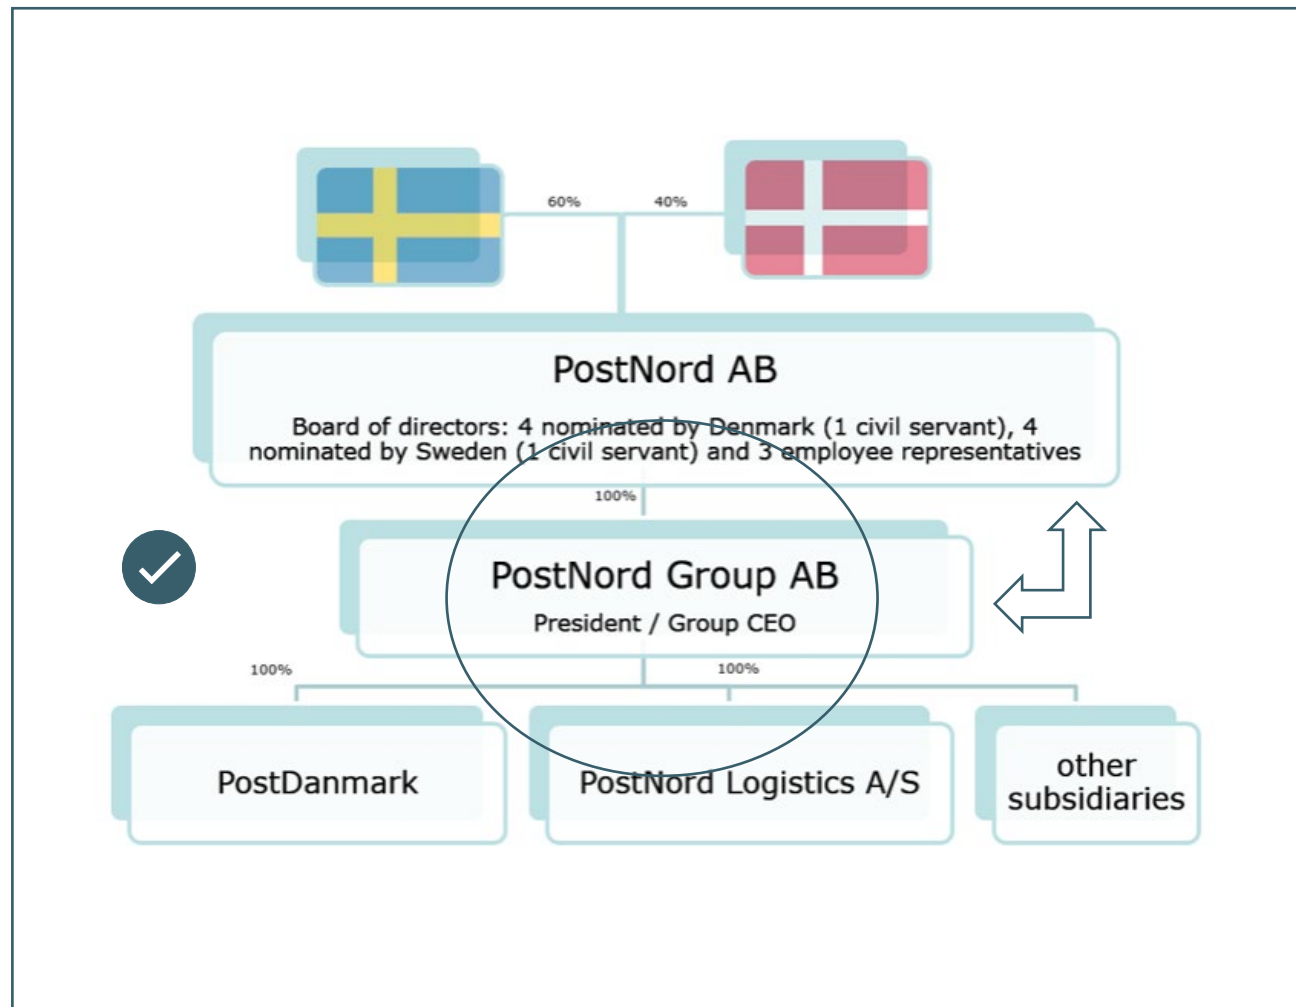 60%
40%
PostNord AB
Board of directors: 4 nominated by Denmark (1 civil servant), 4
nominated by Sweden (1 civil servant) and 3 employee representatives
100%
PostNord Group AB
President / Group CEO
100%
100%
PostDanmark
PostNord Logistics A/S
other
subsidiaries